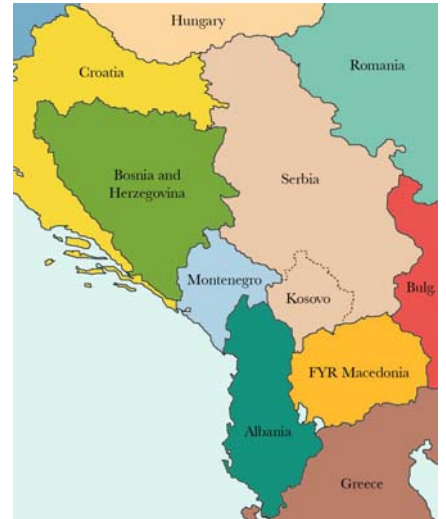 Hungary
Romania
Croatia
Bosnia and
Herzegovina
Serbia
Montenegro
Kosovo
Bulg.
FYR Macedonia
Albania
Greece